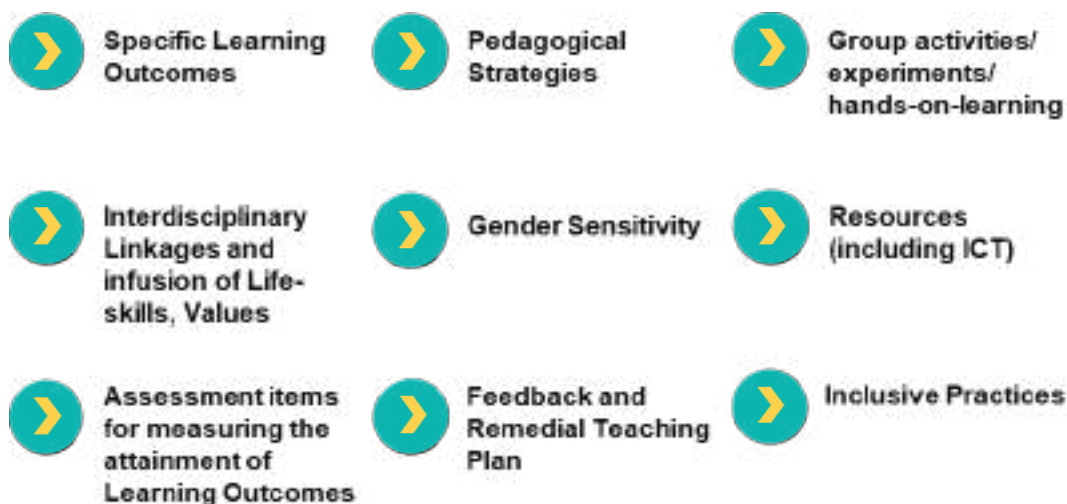 Specific Learning
Outcomes
Pedagogical
Strategies
Group activities/
experiments/
hands-on-learning
Interdisciplinary
Linkages and
infusion of Life-
skills, Values
Gender Sensitivity
Resources
(including ICT)
Assessment items
for measuring the
attainment of
Learning Outcomes
Feedback and
Remedial Teaching
Plan
Inclusive Practices